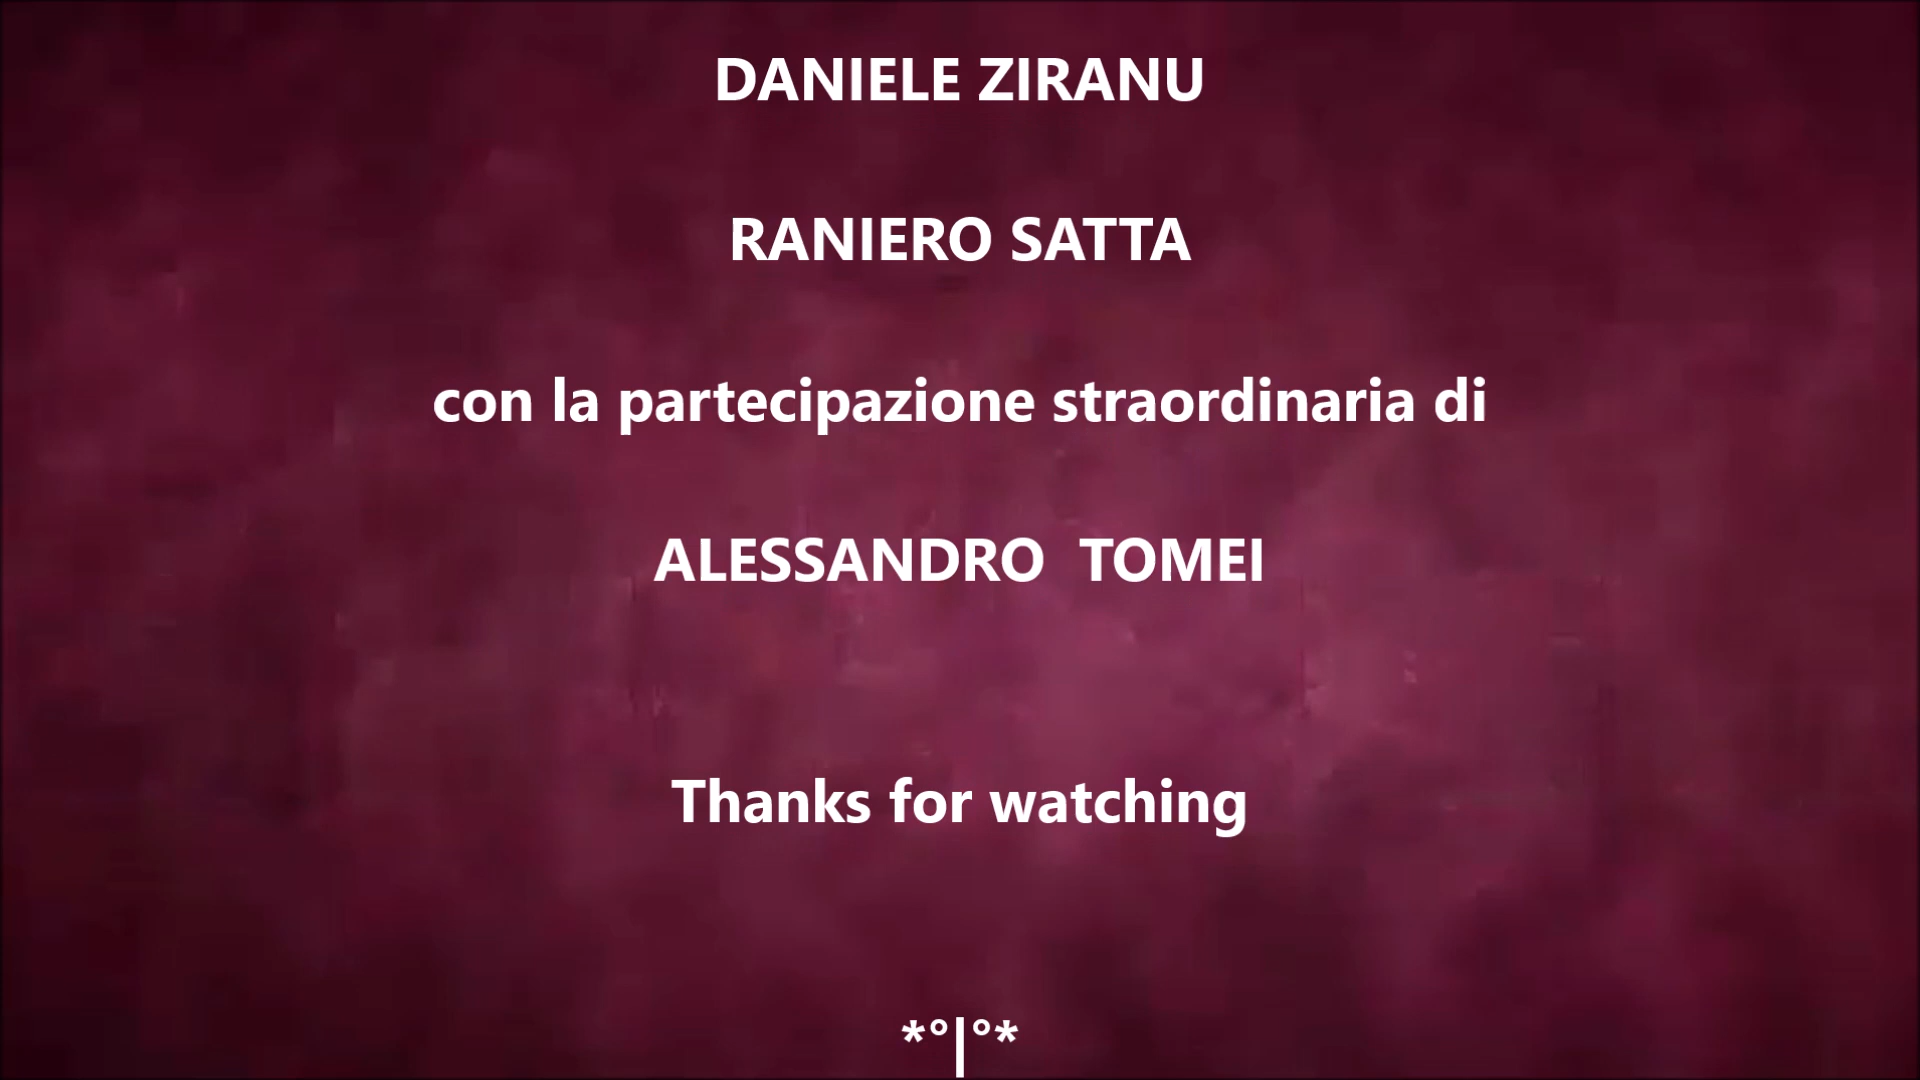 DANIELE ZIRANU
RANIERO SATTA
con la partecipazione straordinaria di
ALESSANDRO  TOMEI
Thanks for watching
*°|°*